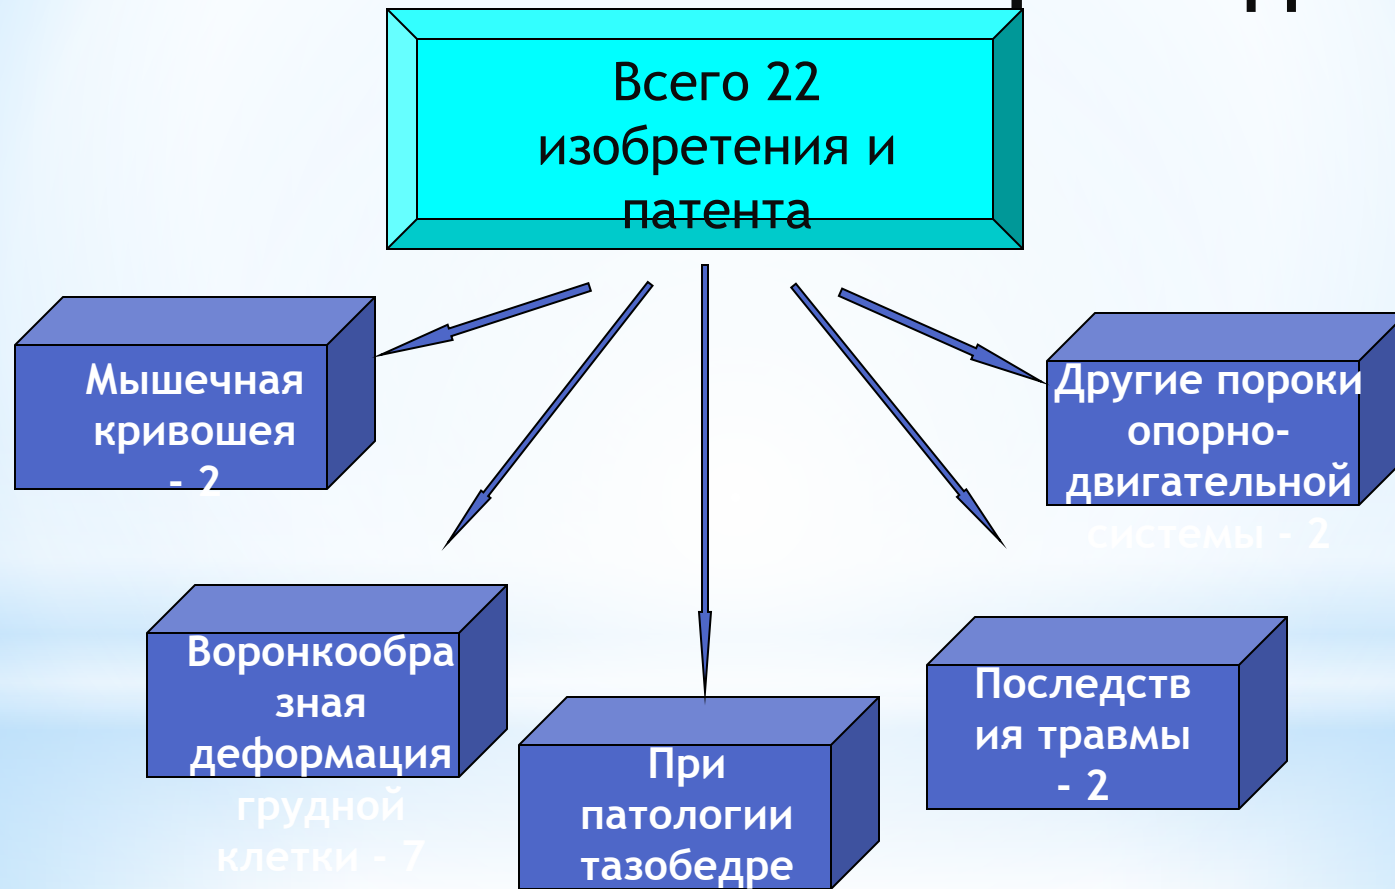 Всего 22
изобретения и
патента
Мышечная
кривошея
- 2
Другие пороки
опорно-
двигательной
системы - 2
Воронкообра
зная
деформация
грудной
клетки - 7
При
патологии
тазобедре
Последств
ия травмы
- 2